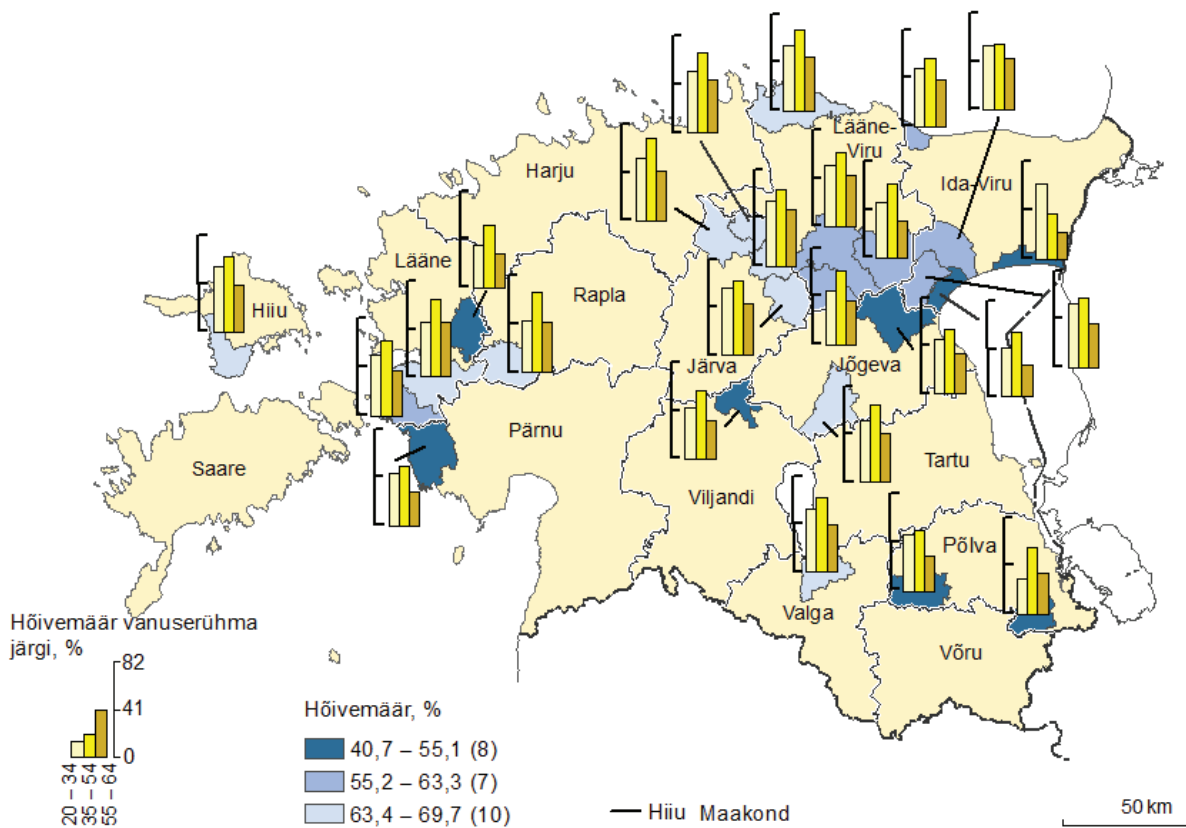 Harju
Lääne-
Viru
Ida-Viru
Lääne
Rapla
Hiiu
Järva
Jõgeva
Pärnu
Saare
Tartu
Viljandi
Põlva
Valga
Võru
Hõivemäär vanuserühma
järgi, %
82
41
0
20 – 34
35 – 54
55 – 64
Hõivemäär, %
40,7 – 55,1 (8)
55,2 – 63,3 (7)
63,4 – 69,7 (10)
Hiiu Maakond
50 km